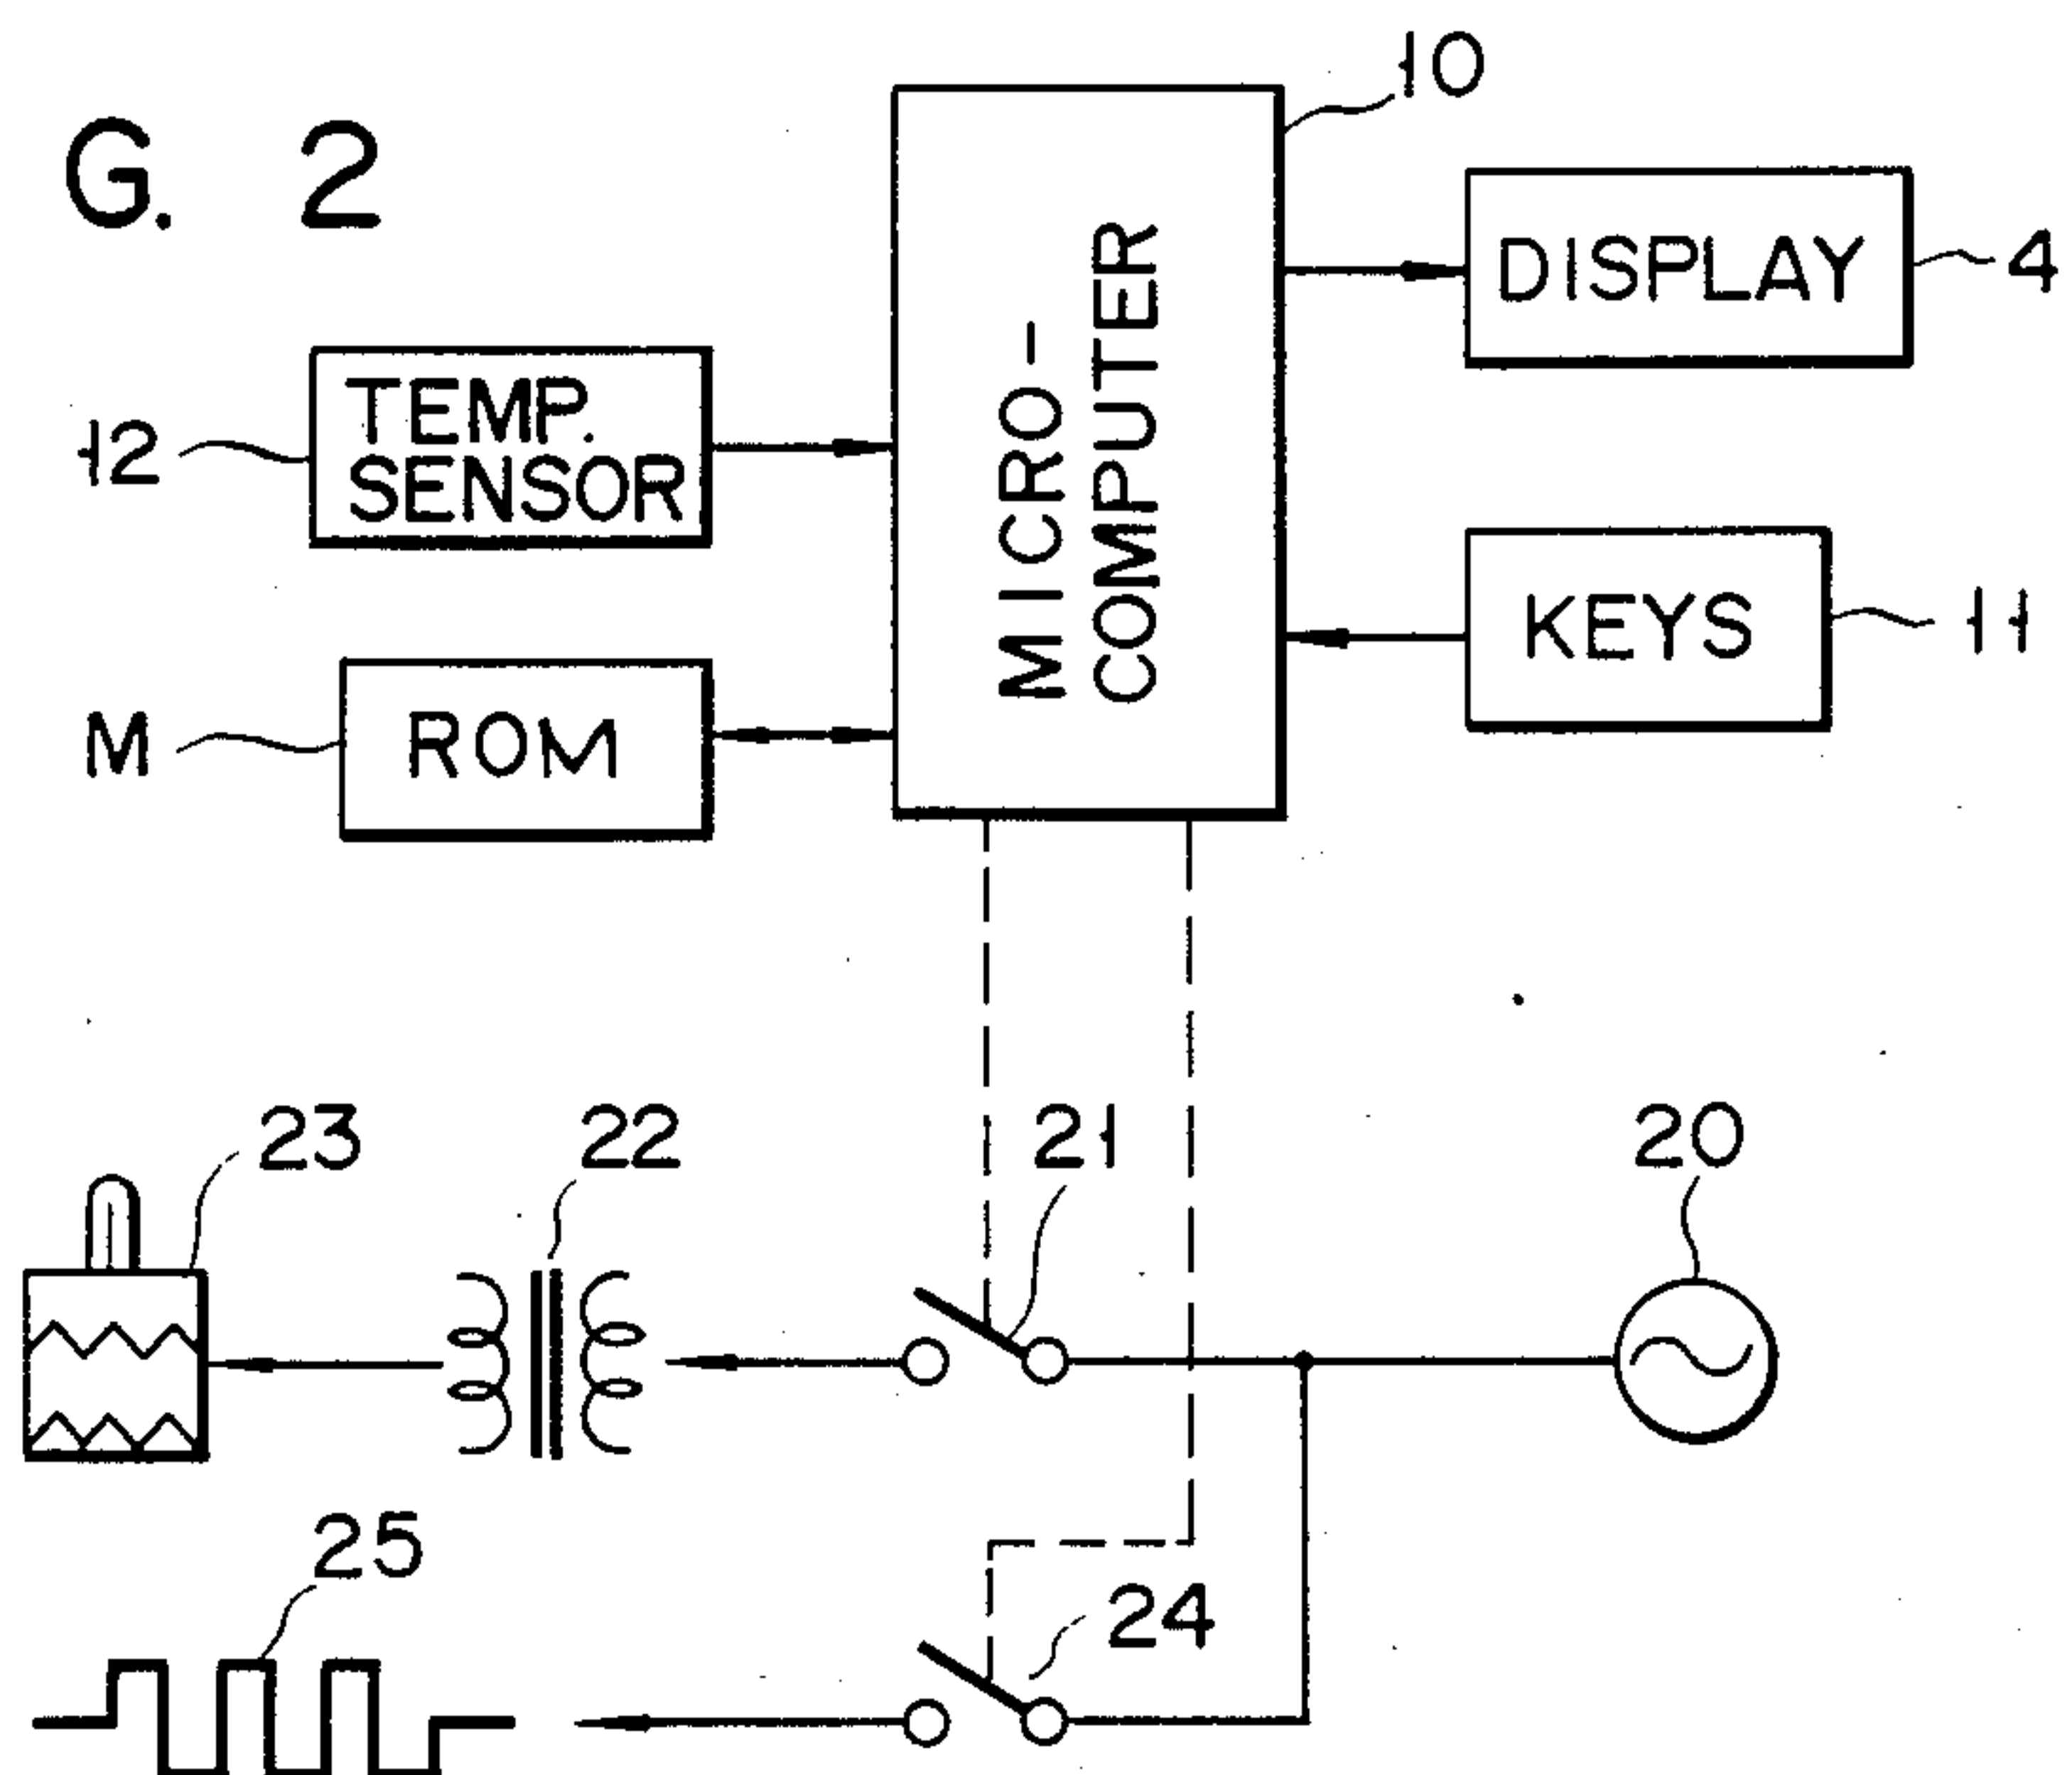 G. 2
10
DISPLAY
4
TEMP.
SENSOR
12
MICRO-
COMPUTER
KEYS
11
M
ROM
23
22
21
20
25
24